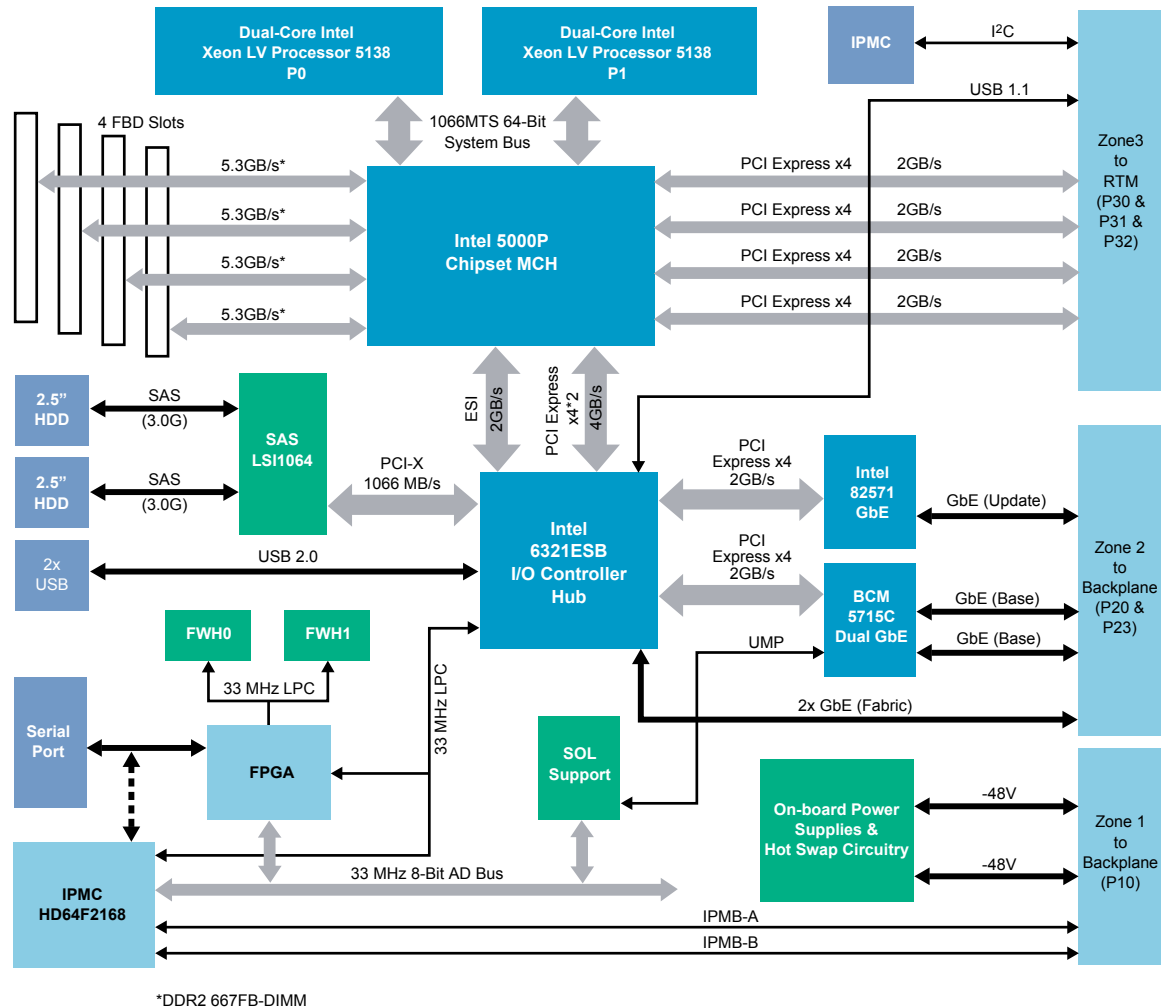 Dual-Core Intel
Xeon LV Processor 5138
P0
Dual-Core Intel
Xeon LV Processor 5138
P1
IPMC
I²C
USB 1.1
4 FBD Slots
1066MTS 64-Bit
System Bus
5.3GB/s*
5.3GB/s*
5.3GB/s*
5.3GB/s*
Intel 5000P
Chipset MCH
PCI Express x4 2GB/s
PCI Express x4 2GB/s
PCI Express x4 2GB/s
PCI Express x4 2GB/s
Zone3
to
RTM
(P30 &
P31 &
P32)
2.5”
HDD
SAS
(3.0G)
2.5”
HDD
SAS
(3.0G)
SAS
LSI1064
ESI
2GB/s
PCI Express
x4*2
4GB/s
PCI-X
1066 MB/s
2x
USB
USB 2.0
Intel
6321ESB
I/O Controller
Hub
PCI
Express x4
2GB/s
PCI
Express x4
2GB/s
Intel
82571
GbE
GbE (Update)
BCM
5715C
Dual GbE
GbE (Base)
GbE (Base)
UMP
2x GbE (Fabric)
Zone 2
to
Backplane
(P20 &
P23)
FWH0
FWH1
33 MHz LPC
33 MHz LPC
Serial
Port
FPGA
SOL
Support
On-board Power
Supplies &
Hot Swap Circuitry
-48V
-48V
Zone 1
to
Backplane
(P10)
IPMC
HD64F2168
33 MHz 8-Bit AD Bus
IPMB-A
IPMB-B
*DDR2 667FB-DIMM